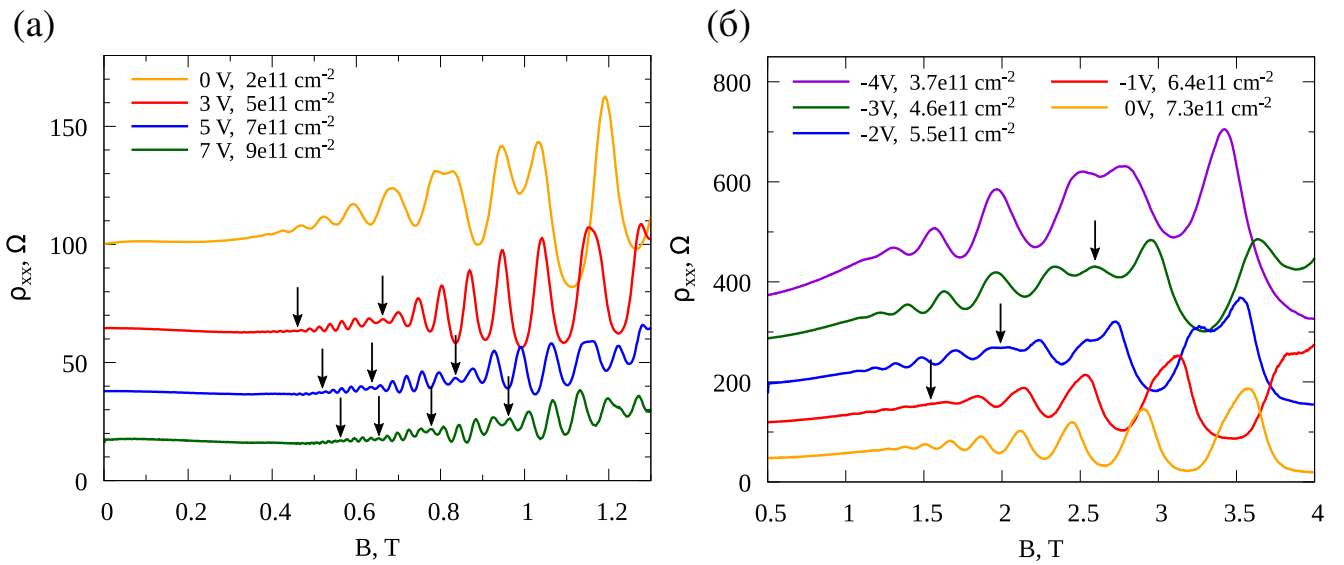 (а)
(б)
0 V, 2e11 cm-2
3 V, 5e11 cm-2
5 V, 7e11 cm-2
7 V, 9e11 cm-2
150
100
50
0
ρxx, Ω
0 0.2 0.4 0.6 0.8 1 1.2
B, T
-4V, 3.7e11 cm-2
-3V, 4.6e11 cm-2
-2V, 5.5e11 cm-2
-1V, 6.4e11 cm-2
0V, 7.3e11 cm-2
800
600
400
200
0
ρxx, Ω
0.5 1 1.5 2 2.5 3 3.5 4
B, T